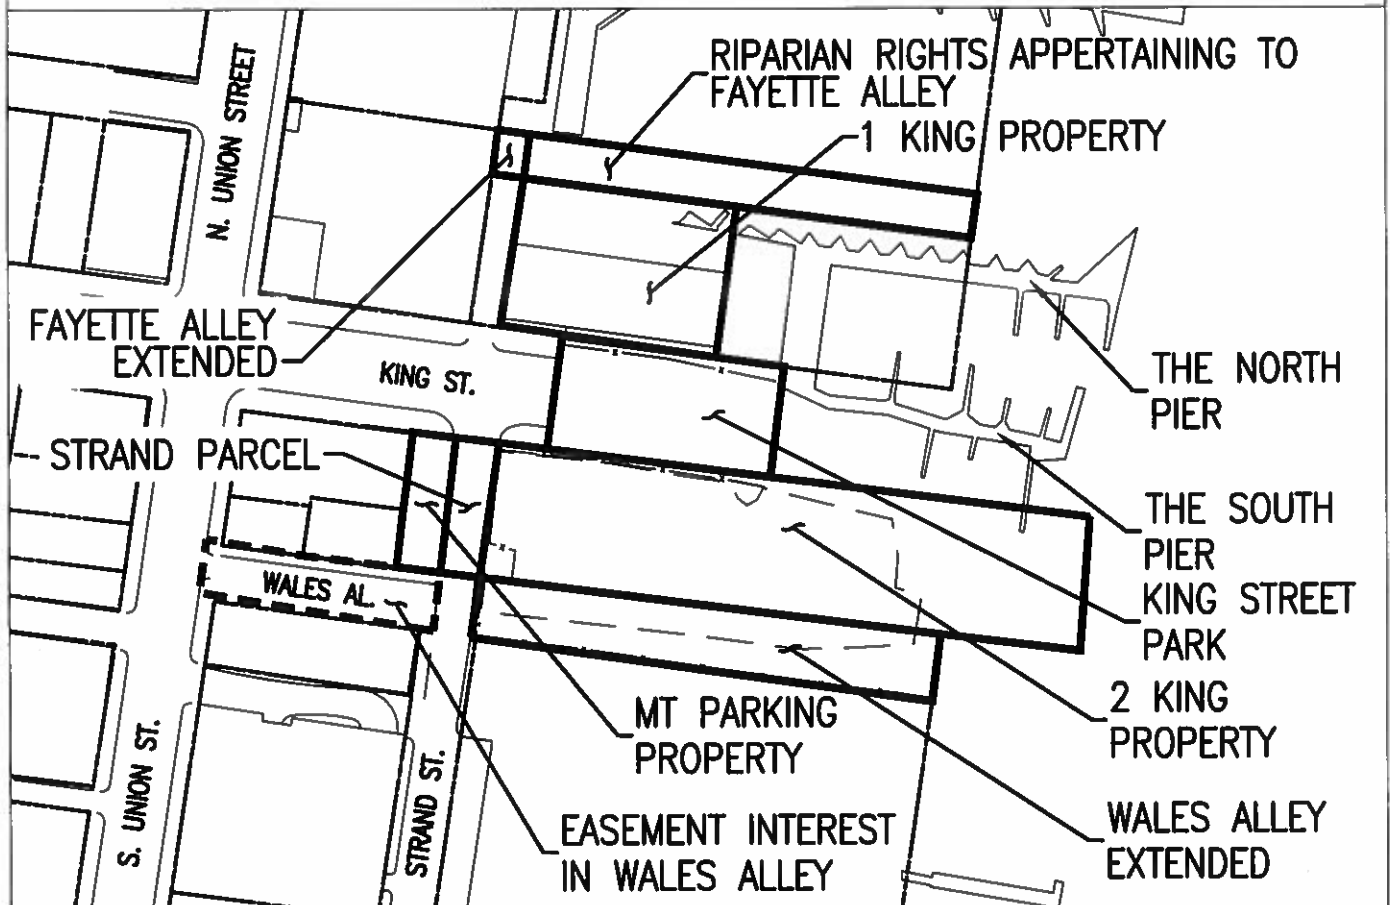 RIPARIAN RIGHTS APPERTAINING TO
FAYETTE ALLEY
1 KING PROPERTY
N. UNION STREET
FAYETTE ALLEY
EXTENDED
KING ST.
THE NORTH
PIER
STRAND PARCEL
THE SOUTH
PIER
WALES AL.
KING STREET
PARK
2 KING
PROPERTY
MT PARKING
PROPERTY
S. UNION ST.
STRAND ST.
EASEMENT INTEREST
IN WALES ALLEY
WALES ALLEY
EXTENDED